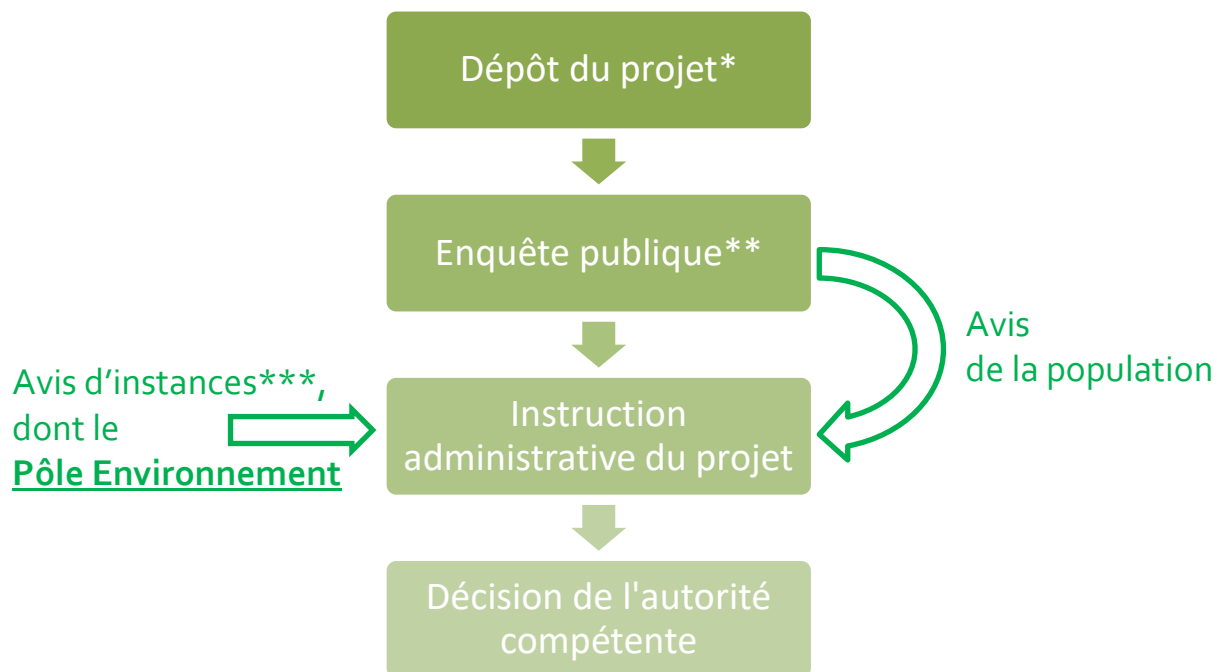 Dépôt du projet*
Enquête publique**
Avis
de la population
Avis d’instances***,
dont le
Pôle Environnement
Instruction
administrative du projet
Décision de l'autorité
compétente